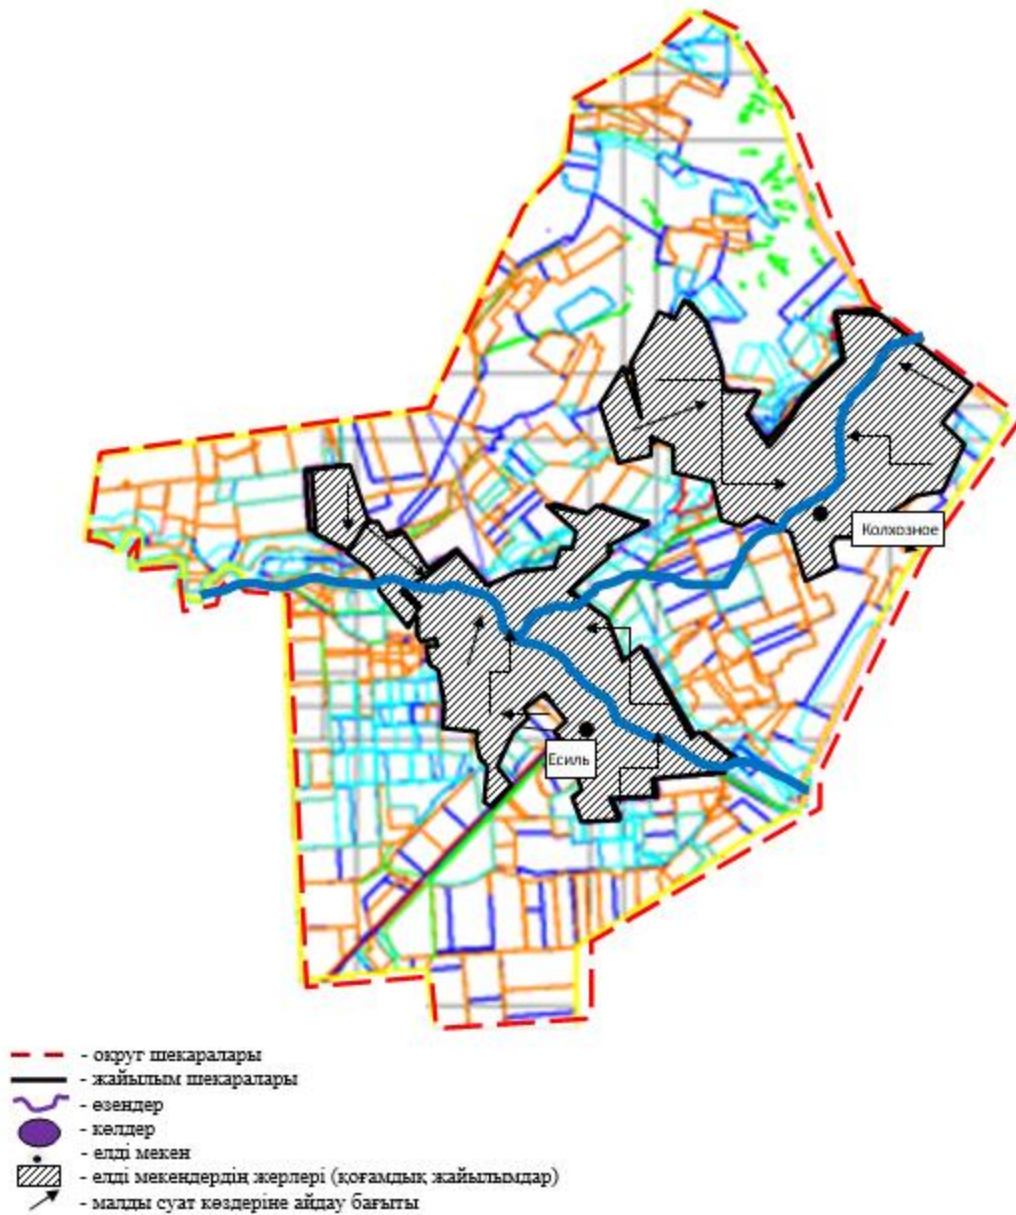 Колхозное
Есиль
- округ шекаралары
- жайылым шекаралары
- өзендер
- көлдер
- елді мекен
- елді мекендердің жерлері (қоғамдық жайылымдар)
- малды суат көздеріне айдау бағыты